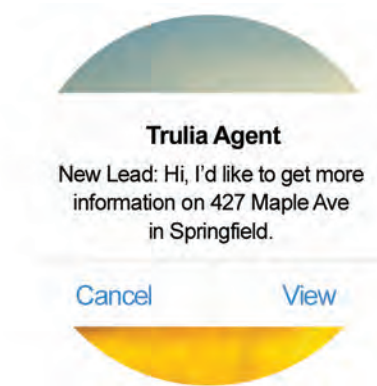 Trulia Agent
New Lead: Hi, I'd like to get more
information on 427 Maple Ave
in Springfield.
Cancel
View